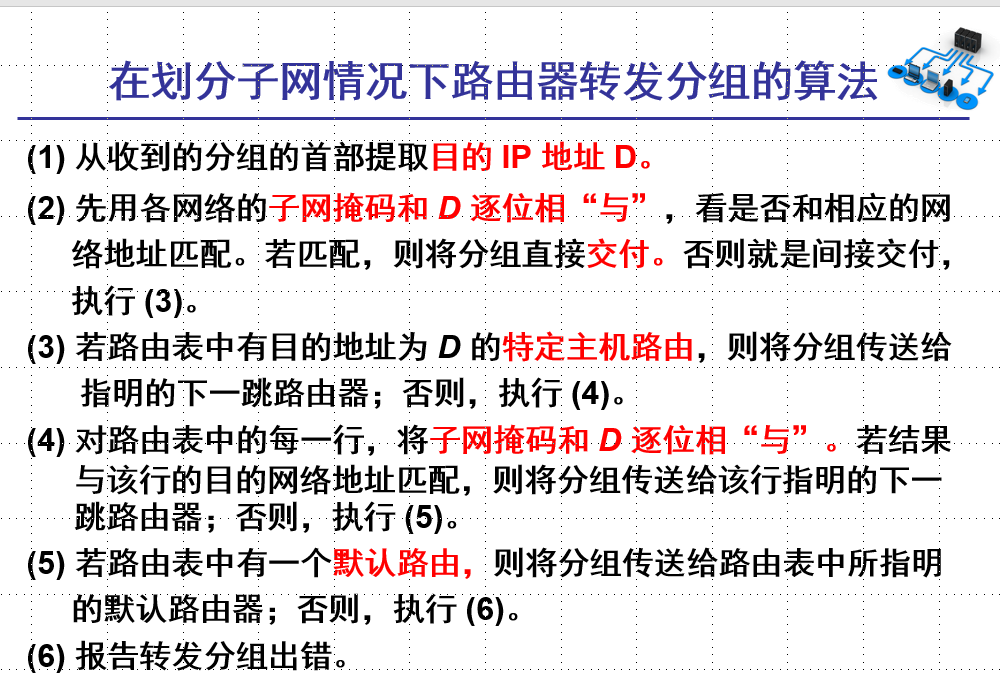 在划分子网情况下路由器转发分组的算法
(1) 从收到的分组的首部提取目的 IP 地址 D。
(2) 先用各网络的子网掩码和 D 逐位相“与”，看是否和相应的网
络地址匹配。若匹配，则将分组直接交付。否则就是间接交付，
执行 (3)。
(3) 若路由表中有目的地址为 D 的特定主机路由，则将分组传送给
指明的下一跳路由器；否则，执行 (4)。
(4) 对路由表中的每一行，将子网掩码和 D 逐位相“与”。若结果
与该行的目的网络地址匹配，则将分组传送给该行指明的下一
跳路由器；否则，执行 (5)。
(5) 若路由表中有一个默认路由，则将分组传送给路由表中所指明
的默认路由器；否则，执行 (6)。
(6) 报告转发分组出错。